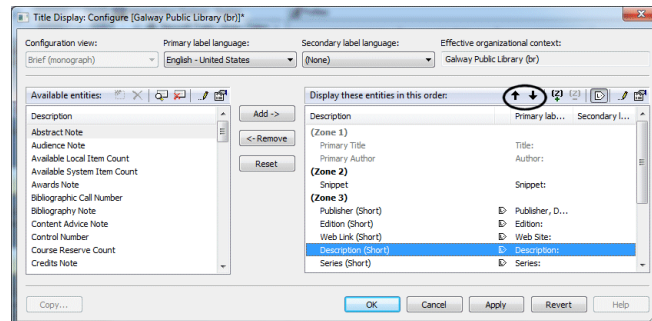 Title Display: Configure [Galway Public Library (br)]*
Configuration view: Primary label language: Secondary label language: Effective organizational context:
Brief (monograph) English - United States (None) Galway Public Library (br)
Available entities: Display these entities in this order:
Description
Abstract Note
Audience Note
Available Local Item Count
Available System Item Count
Awards Note
Bibliographic Call Number
Bibliography Note
Content Advice Note
Control Number
Course Reserve Count
Credits Note
Add ->
<- Remove
Reset
Description Primary lab... Secondary l...
(Zone 1)
Primary Title Title:
Primary Author Author:
(Zone 2)
Snippet Snippet:
(Zone 3)
Publisher (Short) Publisher, D...
Edition (Short) Edition:
Web Link (Short) Web Site:
Description (Short) Description:
Series (Short) Series:
Copy... OK Cancel Apply Revert Help